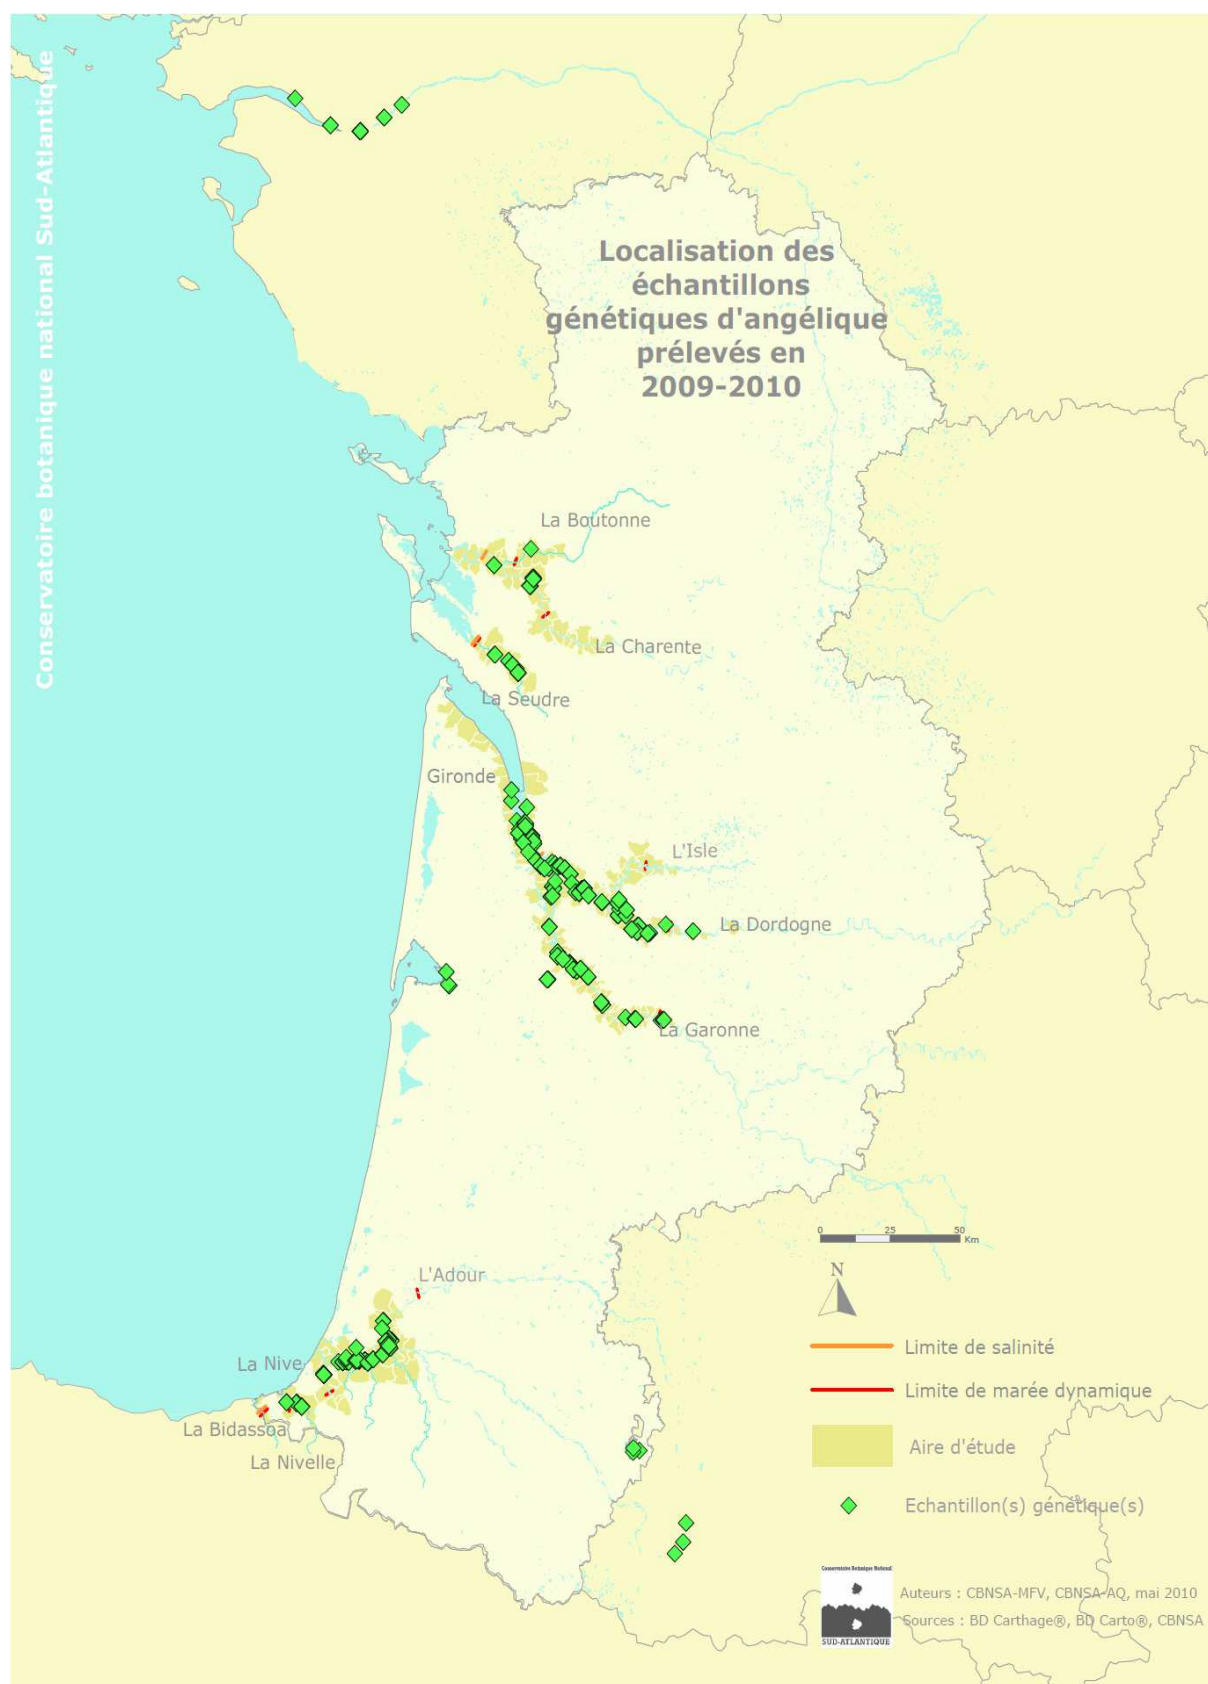 Conservatoire botanique national Sud-Atlantique
Localisation des
échantillons
génétiques d'angélique
prélevés en
2009-2010
La Boutonne
La Charente
La Seudre
Gironde
L'Isle
La Dordogne
La Garonne
L'Adour
La Nive
La Bidassoa
La Nivelle
0 25 50
Km
N
Limite de salinité
Limite de marée dynamique
Aire d'étude
Echantillon(s) génétique(s)
Conservatoire Botanique National
SUD-ATLANTIQUE
Auteurs : CBNSA-MFV, CBNSA-AQ, mai 2010
Sources : BD Carthage®, BD Carto®, CBNSA